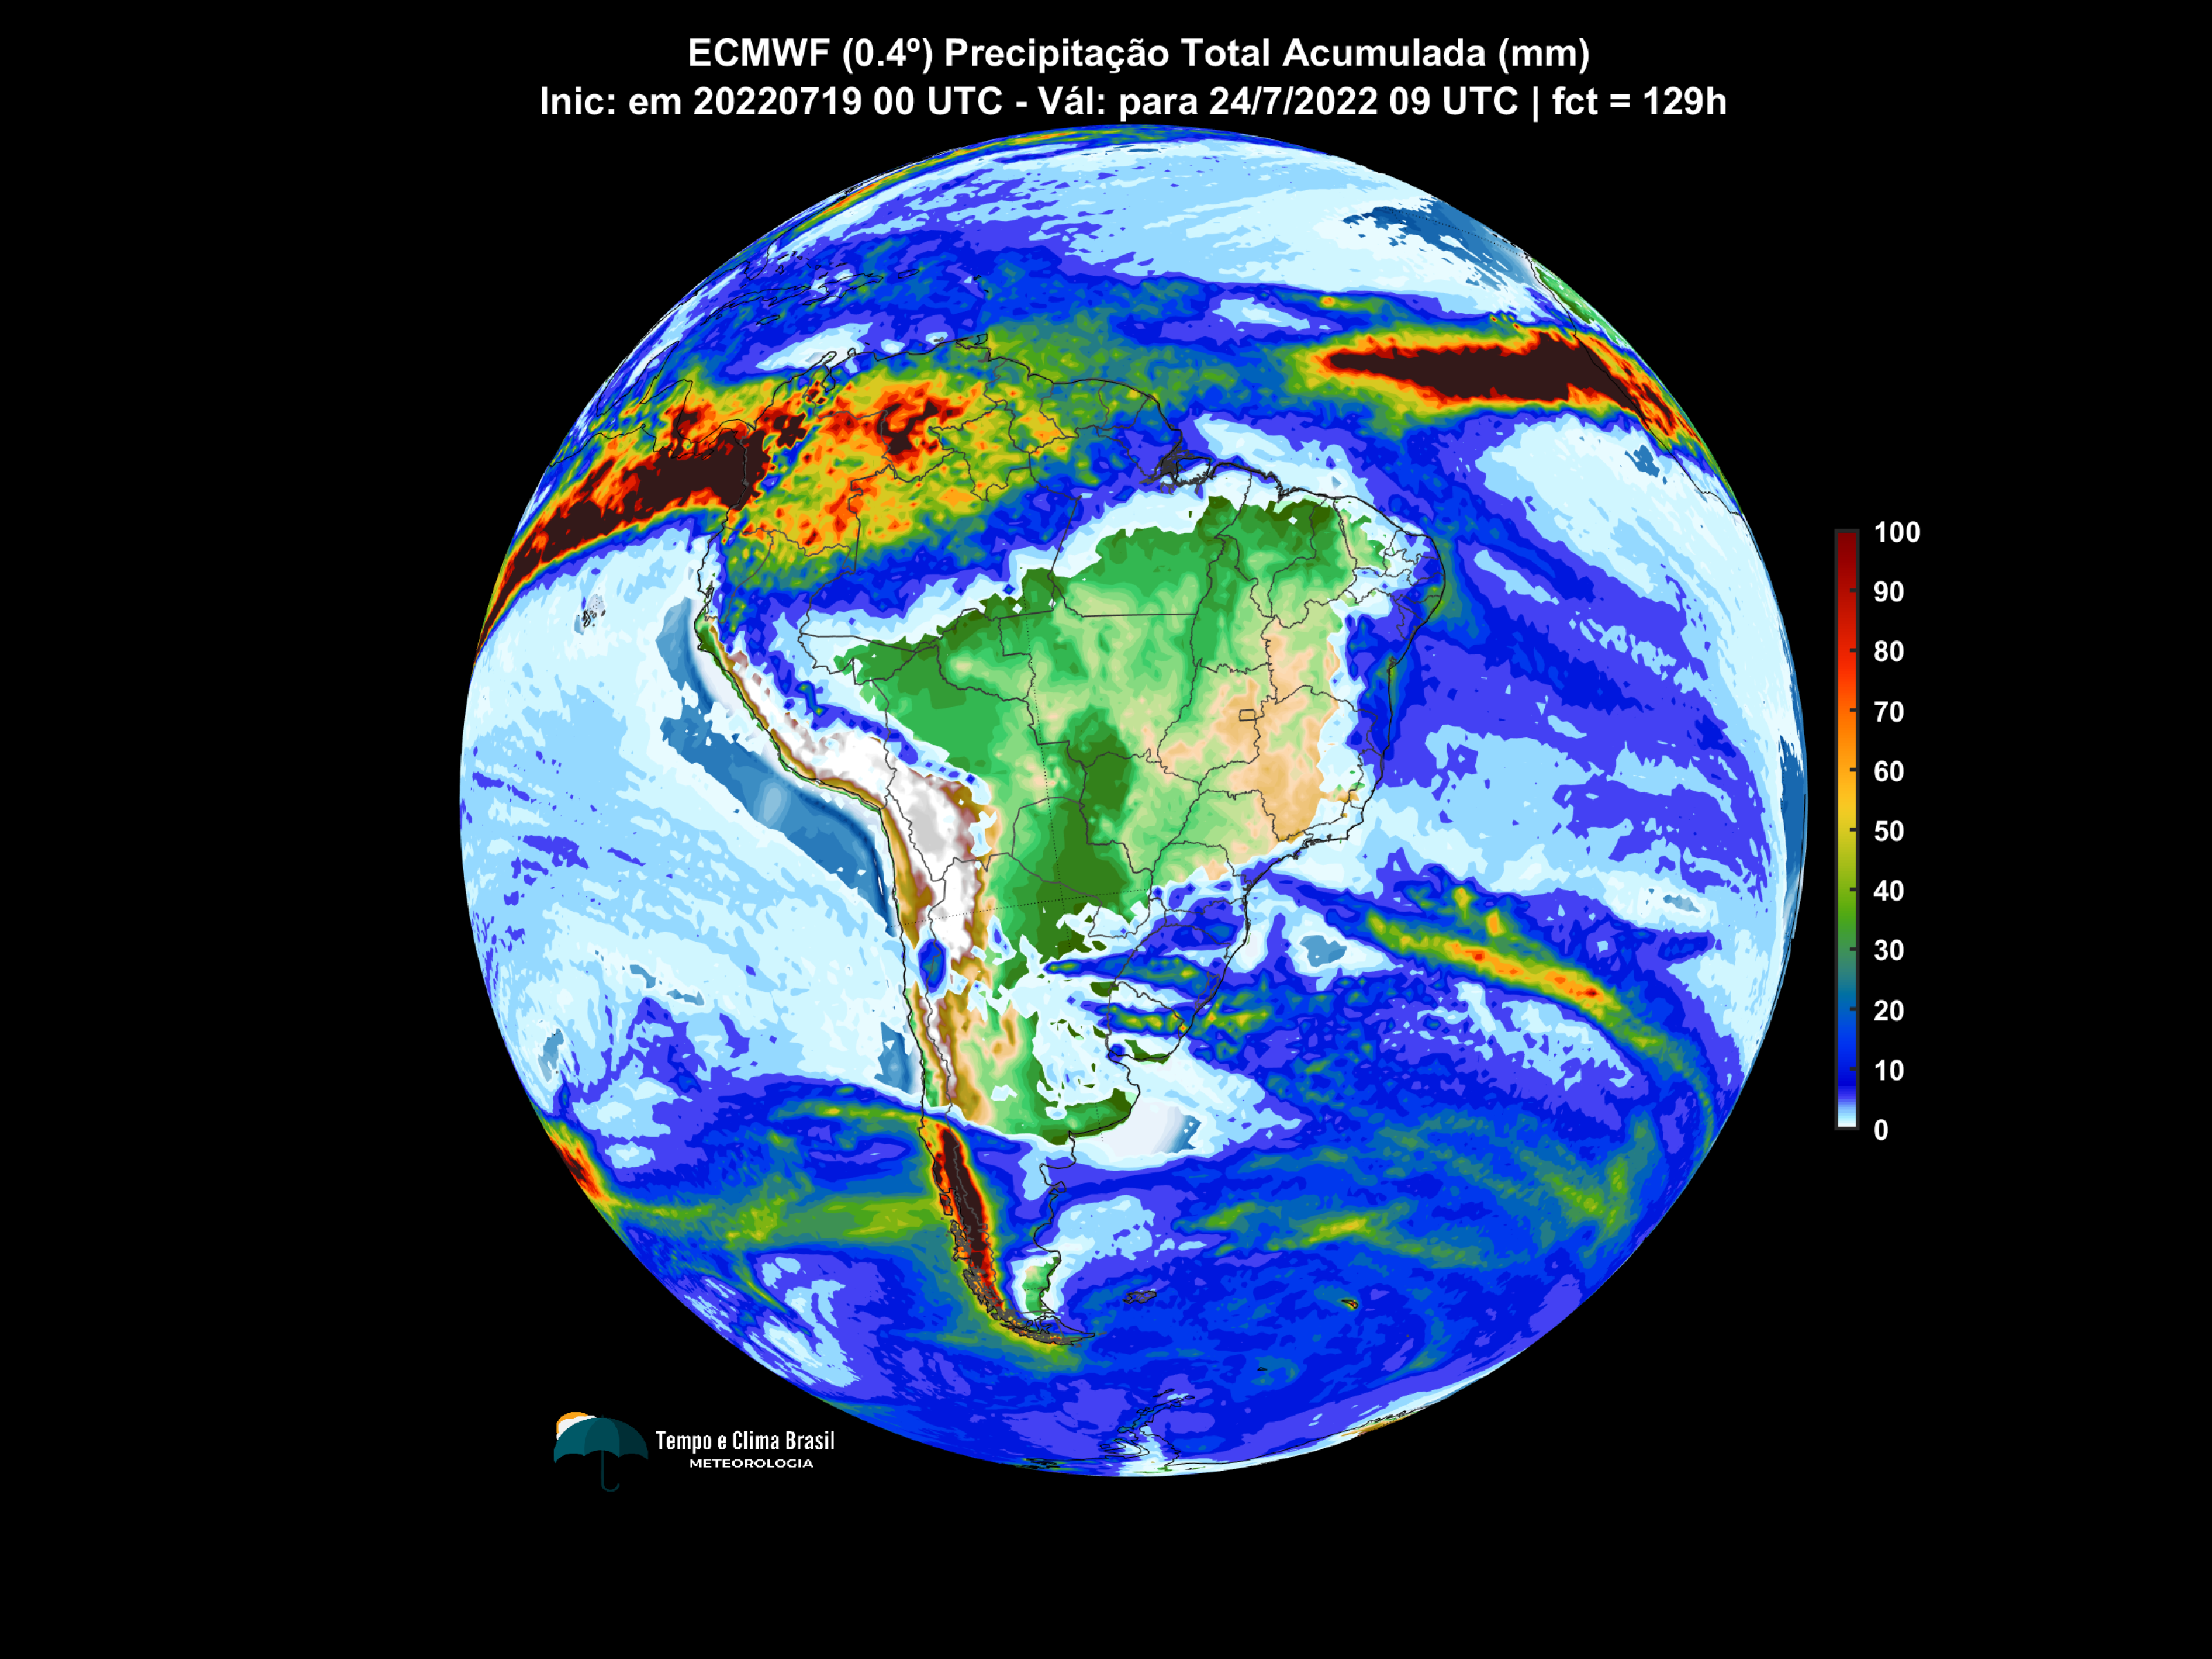 ECMWF (0.4º) Precipitação Total Acumulada (mm)
Inic: em 20220719 00 UTC - Vál: para 24/7/2022 09 UTC | fct = 129h
100
90
80
70
60
50
40
30
20
10
0
Tempo e Clima Brasil
METEOROLOGIA